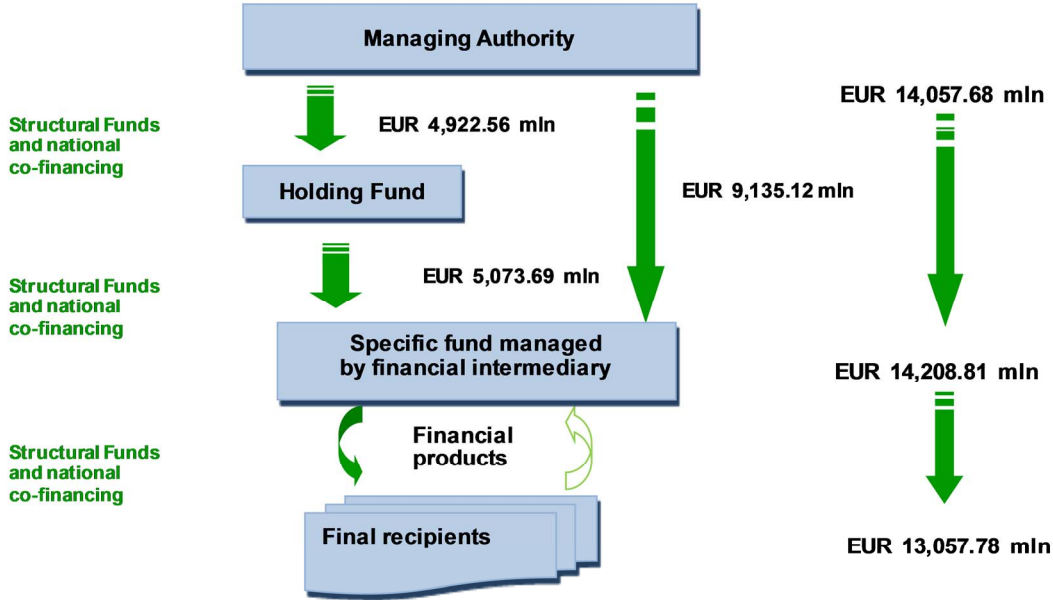 Managing Authority
EUR 14,057.68 mln
Structural Funds
and national
co-financing
EUR 4,922.56 mln
Holding Fund
EUR 9,135.12 mln
Structural Funds
and national
co-financing
EUR 5,073.69 mln
Specific fund managed
by financial intermediary
EUR 14,208.81 mln
Structural Funds
and national
co-financing
Financial
products
Final recipients
EUR 13,057.78 mln